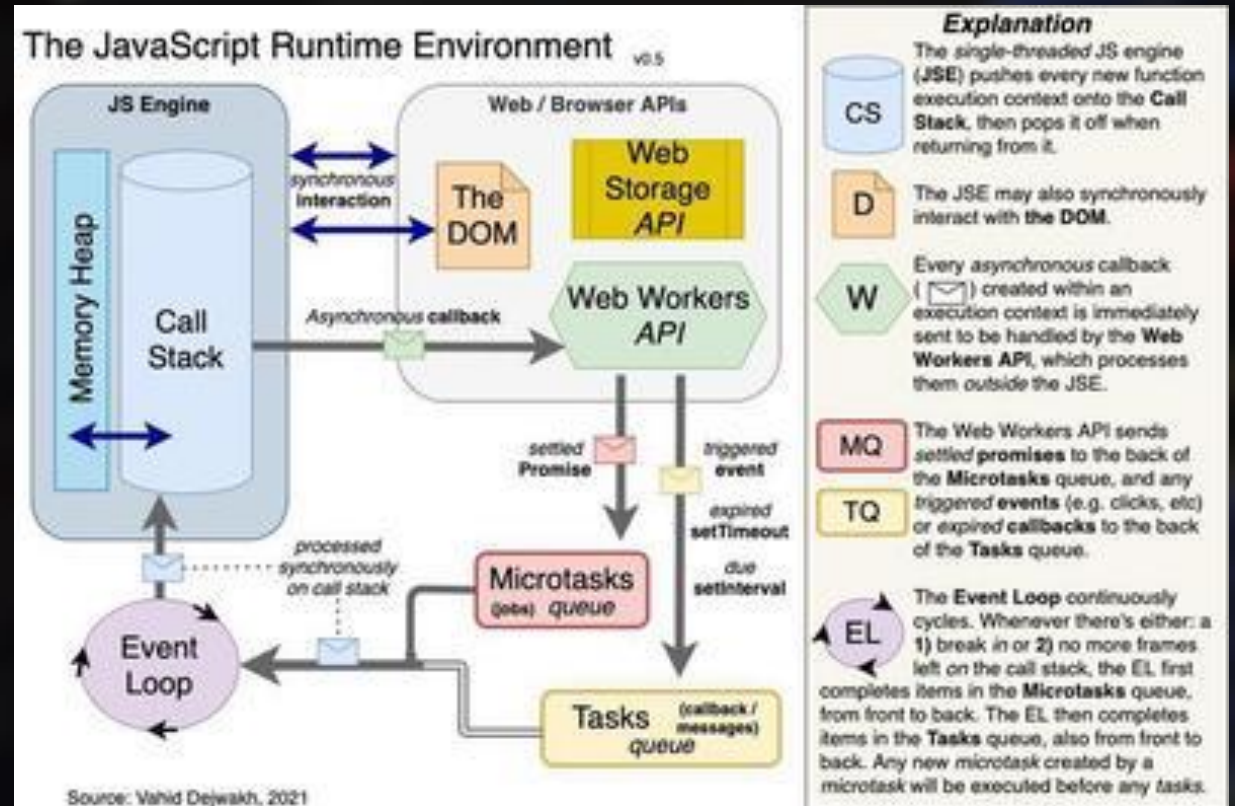 The JavaScript Runtime Environment v0.5
JS Engine
Memory Heap
Call
Stack
synchronous
interaction
Asynchronous callback
Web / Browser APIs
The
DOM
Web
Storage
API
Web Workers
API
settled
Promise
triggered
event
expired
setTimeout
due
setInterval
processed
synchronously
on call stack
Microtasks
(jobs) queue
Event
Loop
Tasks (callback /
messages)
queue
Source: Vahid Dejwakh, 2021
Explanation
CS
The single-threaded JS engine
(JSE) pushes every new function
execution context onto the Call
Stack, then pops it off when
returning from it.
D
The JSE may also synchronously
interact with the DOM.
W
Every asynchronous callback
( ) created within an
execution context is immediately
sent to be handled by the Web
Workers API, which processes
them outside the JSE.
MQ
TQ
The Web Workers API sends
settled promises to the back of
the Microtasks queue, and any
triggered events (e.g. clicks, etc)
or expired callbacks to the back
of the Tasks queue.
EL
The Event Loop continuously
cycles. Whenever there's either: a
1) break in or 2) no more frames
left on the call stack, the EL first
completes items in the Microtasks queue,
from front to back. The EL then completes
items in the Tasks queue, also from front to
back. Any new microtask created by a
microtask will be executed before any tasks.